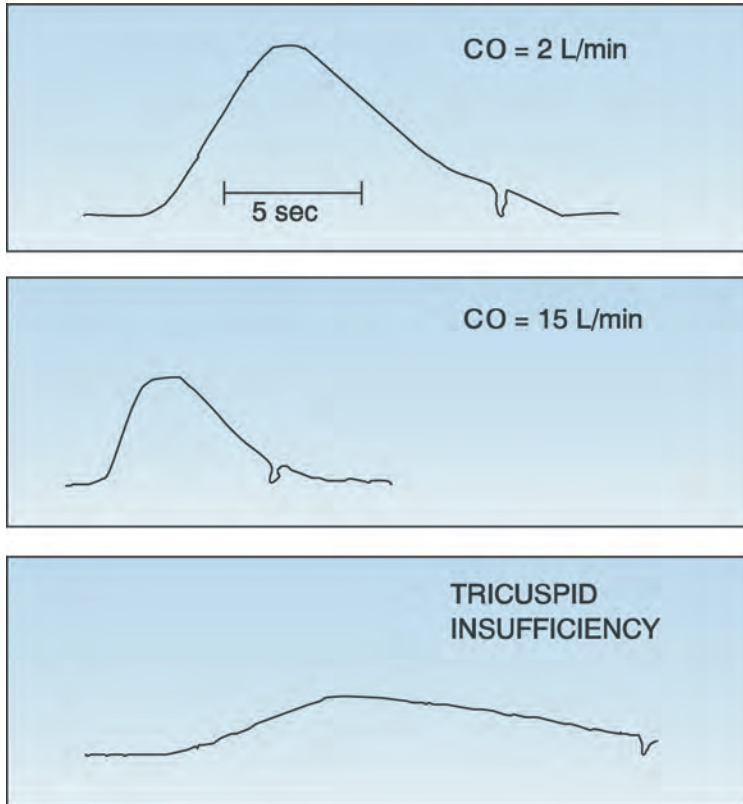 CO = 2 L/min
5 sec
CO = 15 L/min
TRICUSPID
INSUFFICIENCY